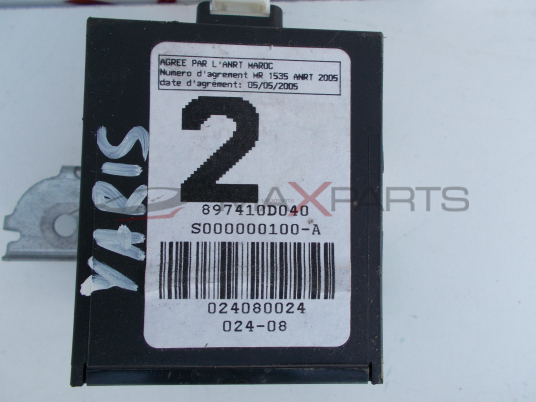 AGREE PAR L'ANRT MAROC
Numero d'agrement MR 1535 ANRT 2005
date d'agrément: 05/05/2005
2
897410D040
S000000100-A
024080024
024-08
YARIS
AXPARTS